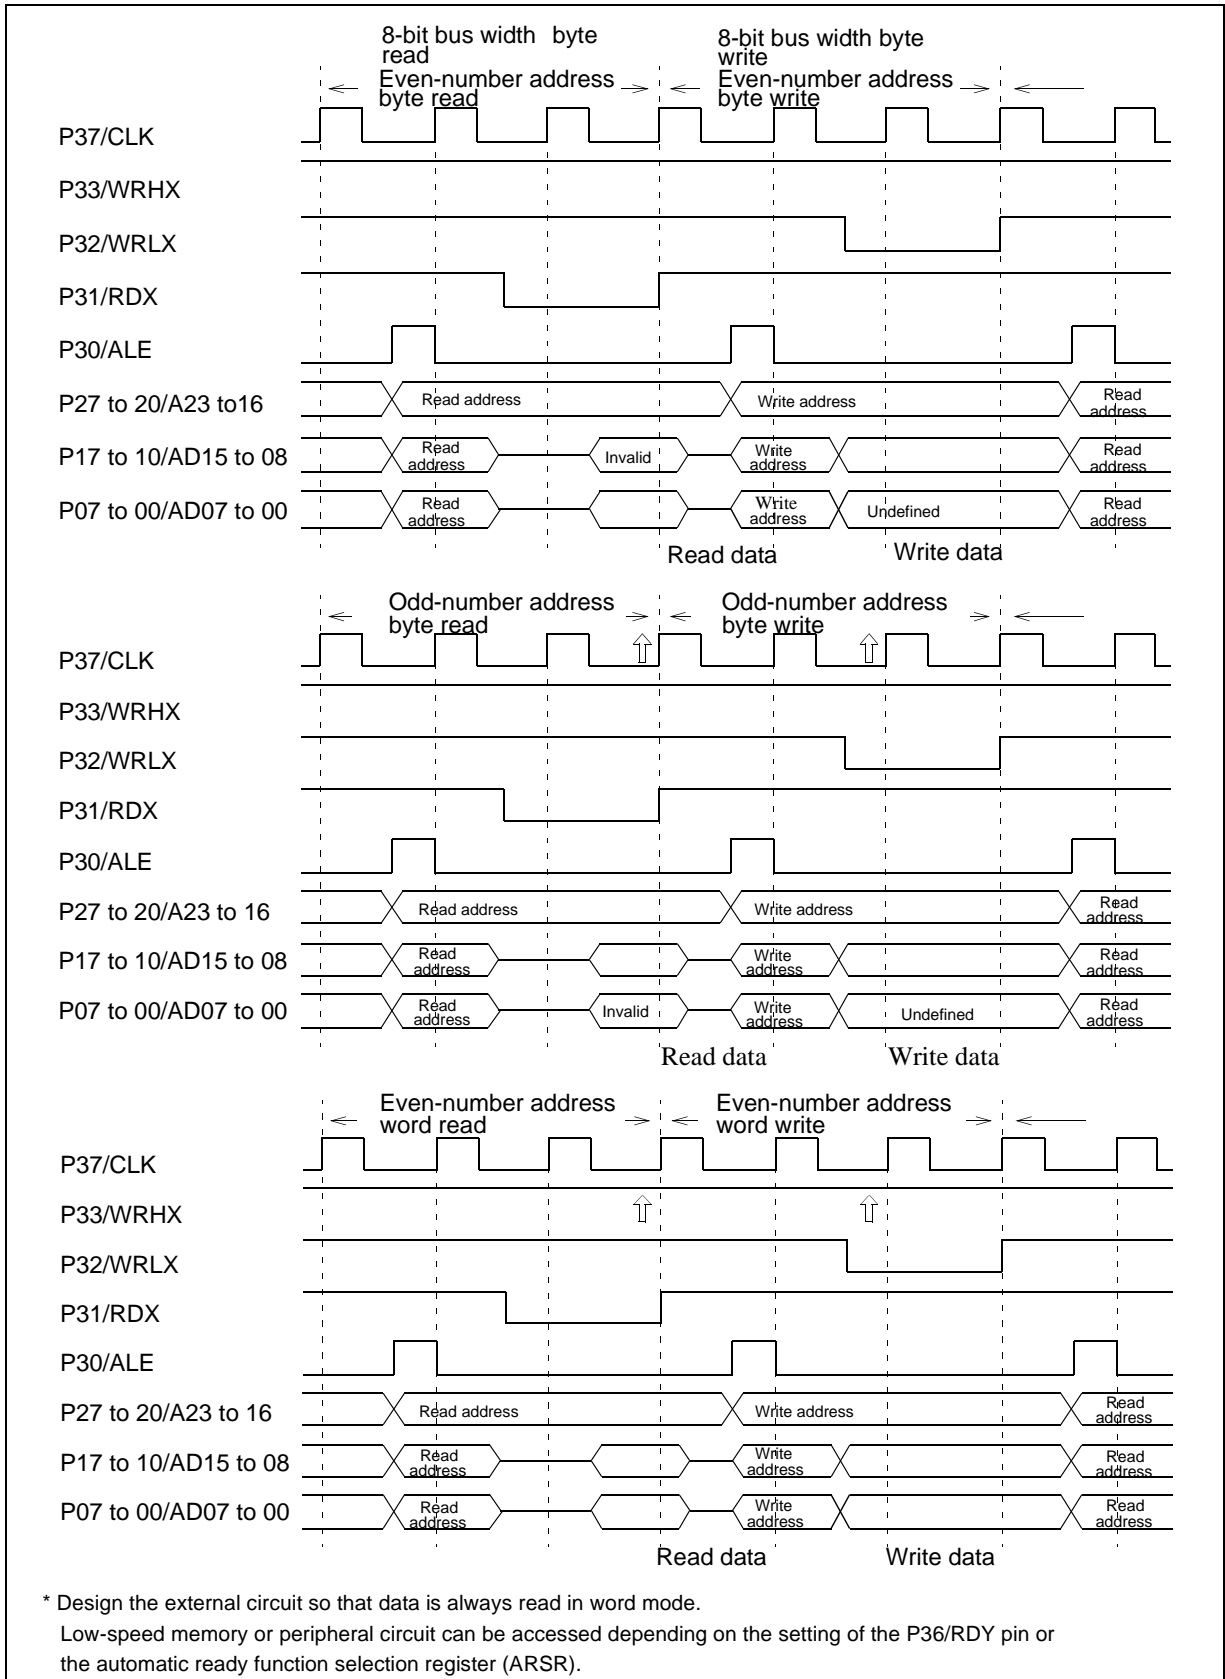 8-bit bus width byte
read
8-bit bus width byte
write
Even-number address
byte read
Even-number address
byte write
P37/CLK
P33/WRHX
P32/WRLX
P31/RDX
P30/ALE
P27 to 20/A23 to16
Read address
Write address
Read
address
P17 to 10/AD15 to 08
Read
address
Invalid
Write
address
Read
address
P07 to 00/AD07 to 00
Read
address
Write
address
Undefined
Read
address
Read data
Write data
Odd-number address
byte read
Odd-number address
byte write
P37/CLK
P33/WRHX
P32/WRLX
P31/RDX
P30/ALE
P27 to 20/A23 to 16
Read address
Write address
Read
address
P17 to 10/AD15 to 08
Read
address
Write
address
Read
address
P07 to 00/AD07 to 00
Read
address
Invalid
Write
address
Undefined
Read
address
Read data
Write data
Even-number address
word read
Even-number address
word write
P37/CLK
P33/WRHX
P32/WRLX
P31/RDX
P30/ALE
P27 to 20/A23 to 16
Read address
Write address
Read
address
P17 to 10/AD15 to 08
Read
address
Write
address
Read
address
P07 to 00/AD07 to 00
Read
address
Write
address
Read
address
Read data
Write data
* Design the external circuit so that data is always read in word mode.
Low-speed memory or peripheral circuit can be accessed depending on the setting of the P36/RDY pin or
the automatic ready function selection register (ARSR).